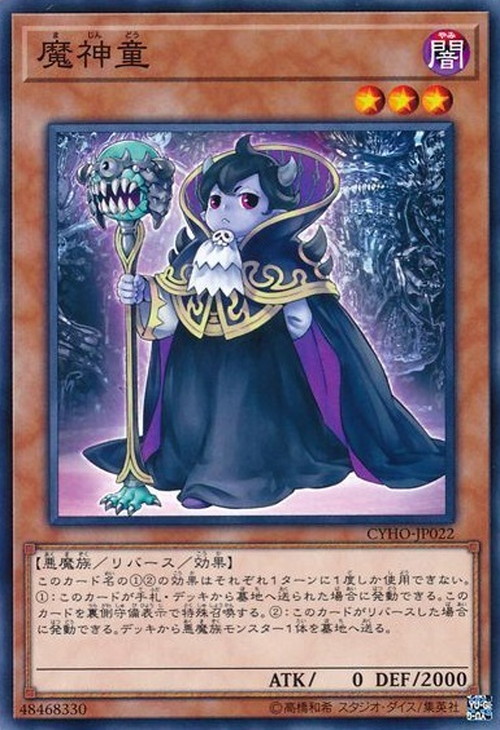 魔神童
闇
CYHO-JP022
【悪魔族／リバース／効果】
このカード名の①②の効果はそれぞれ１ターンに１度しか使用できない。
①：このカードが手札・デッキから墓地へ送られた場合に発動できる。この
カードを裏側守備表示で特殊召喚する。②：このカードがリバースした場合
に発動できる。デッキから悪魔族モンスター１体を墓地へ送る。
ATK/ 0 DEF/2000
48468330 ©高橋和希 スタジオ・ダイス/集英社